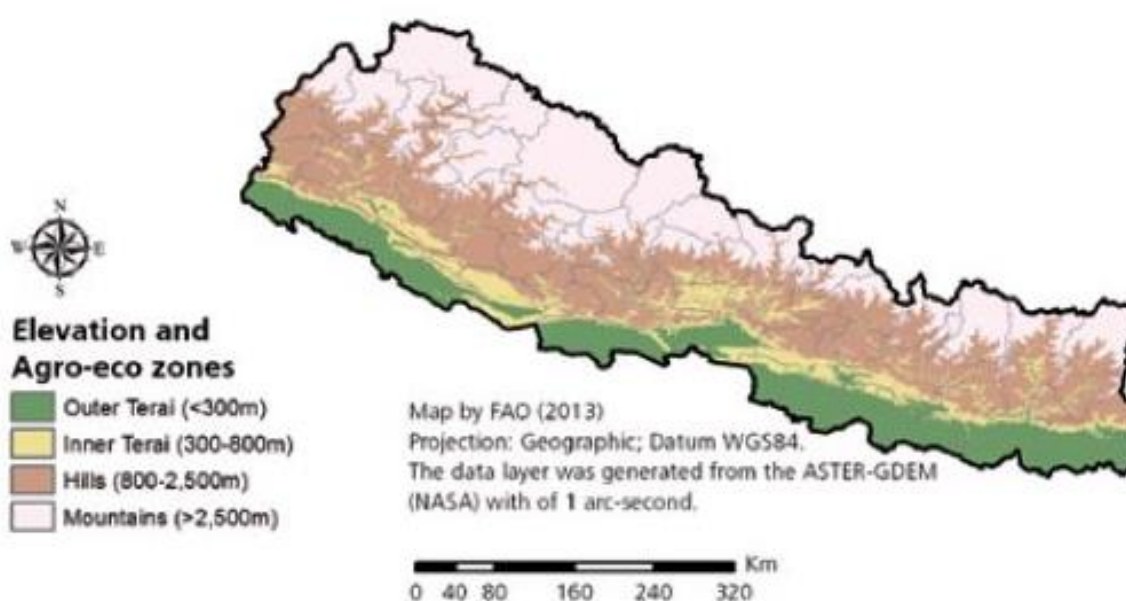 N
W E
S
Elevation and
Agro-eco zones
Outer Terai (<300m)
Inner Terai (300-800m)
Hills (800-2,500m)
Mountains (>2,500m)
Map by FAO (2013)
Projection: Geographic; Datum WGS84.
The data layer was generated from the ASTER-GDEM
(NASA) with of 1 arc-second.
Km
0 40 80 160 240 320